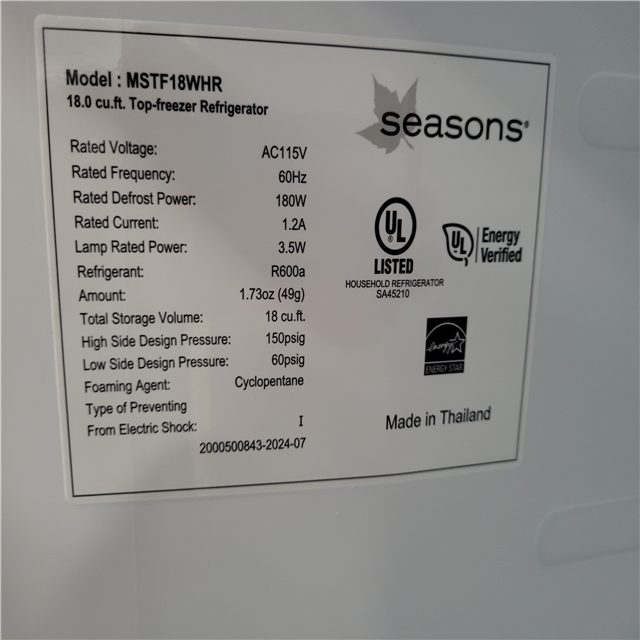 Model : MSTF18WHR
18.0 cu.ft. Top-freezer Refrigerator
seasons®
Rated Voltage: AC115V
Rated Frequency: 60Hz
Rated Defrost Power: 180W
Rated Current: 1.2A
Lamp Rated Power: 3.5W
Refrigerant: R600a
Amount: 1.73oz (49g)
Total Storage Volume: 18 cu.ft.
High Side Design Pressure: 150psig
Low Side Design Pressure: 60psig
Foaming Agent: Cyclopentane
Type of Preventing
From Electric Shock: I
2000500843-2024-07
UL ®
LISTED
HOUSEHOLD REFRIGERATOR
SA45210
UL Energy
Verified
energy
ENERGY STAR
Made in Thailand